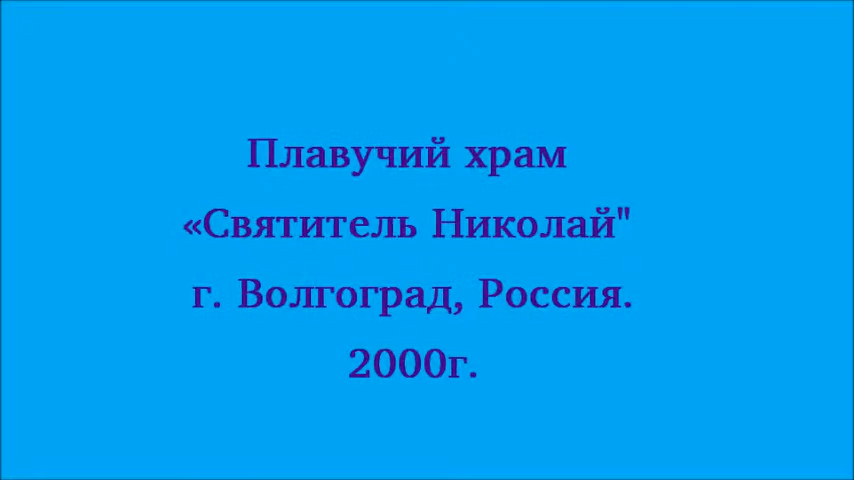 Плавучий храм
«Святитель Николай"
г. Волгоград, Россия.
2000г.